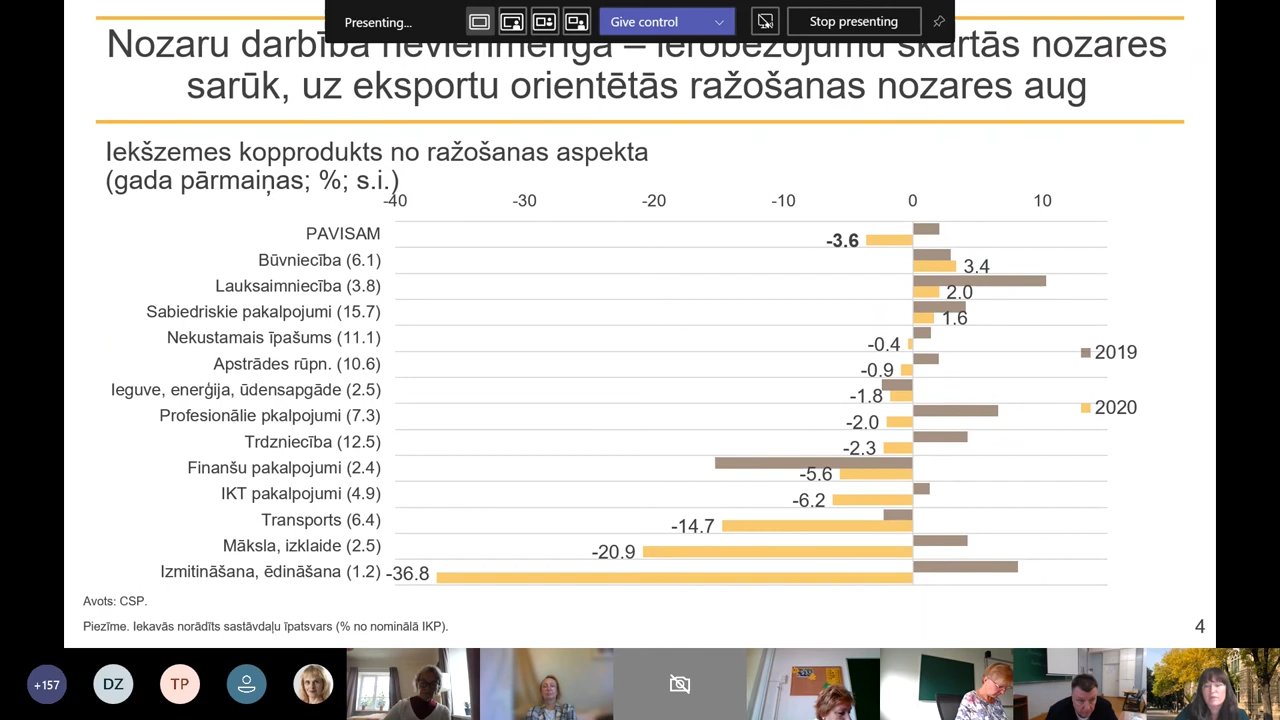 Presenting...
Give control
Stop presenting
Nozaru darbība nevienmērīga – ierobežojumu skartās nozares
sarūk, uz eksportu orientētās ražošanas nozares aug
Iekšzemes kopprodukts no ražošanas aspekta
(gada pārmaiņas; %; s.i.)
-40 -30 -20 -10 0 10
PAVISAM -3.6
Būvniecība (6.1) 3.4
Lauksaimniecība (3.8) 2.0
Sabiedriskie pakalpojumi (15.7) 1.6
Nekustamais īpašums (11.1) -0.4
Apstrādes rūpn. (10.6) -0.9
Ieguve, enerģija, ūdensapgāde (2.5) -1.8
Profesionālie pkalpojumi (7.3) -2.0
Trdzniecība (12.5) -2.3
Finanšu pakalpojumi (2.4) -5.6
IKT pakalpojumi (4.9) -6.2
Transports (6.4) -14.7
Māksla, izklaide (2.5) -20.9
Izmitināšana, ēdināšana (1.2) -36.8
2019
2020
Avots: CSP.
Piezīme. Iekavās norādīts sastāvdaļu īpatsvars (% no nominālā IKP).
4
+157
DZ
TP